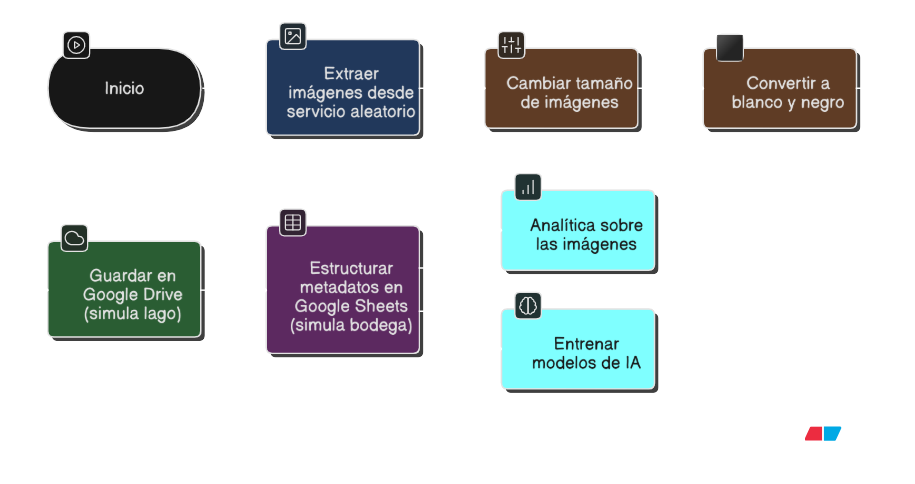 Inicio
Extraer
imágenes desde
servicio aleatorio
Cambiar tamaño
de imágenes
Convertir a
blanco y negro
Guardar en
Google Drive
(simula lago)
Estructurar
metadatos en
Google Sheets
(simula bodega)
Analítica sobre
las imágenes
Entrenar
modelos de IA